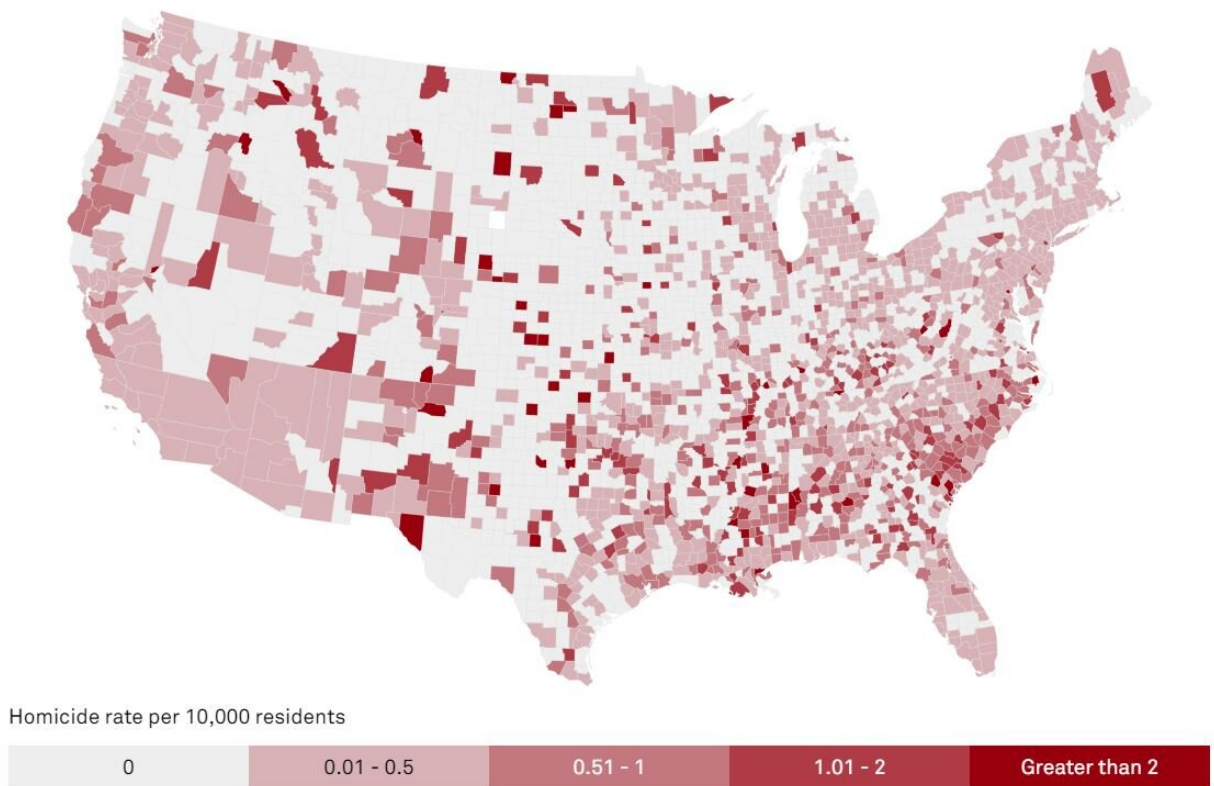 Homicide rate per 10,000 residents
0 0.01 - 0.5 0.51 - 1 1.01 - 2 Greater than 2